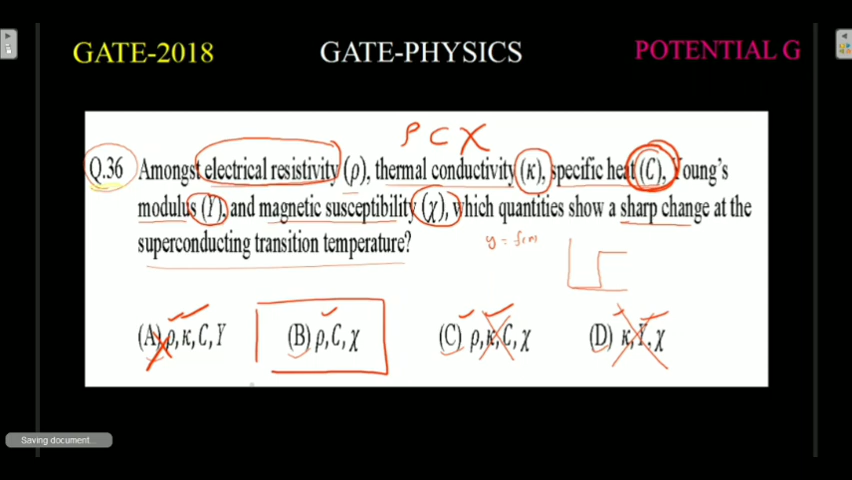 GATE-2018 GATE-PHYSICS POTENTIAL G
ρ C χ
Q.36 Amongst electrical resistivity (ρ), thermal conductivity (κ), specific heat (C), Young's
modulus (Y), and magnetic susceptibility (χ), which quantities show a sharp change at the
superconducting transition temperature?
(A) ρ, κ, C, Y (B) ρ, C, χ (C) ρ, κ, C, χ (D) κ, Y, χ
Saving document...